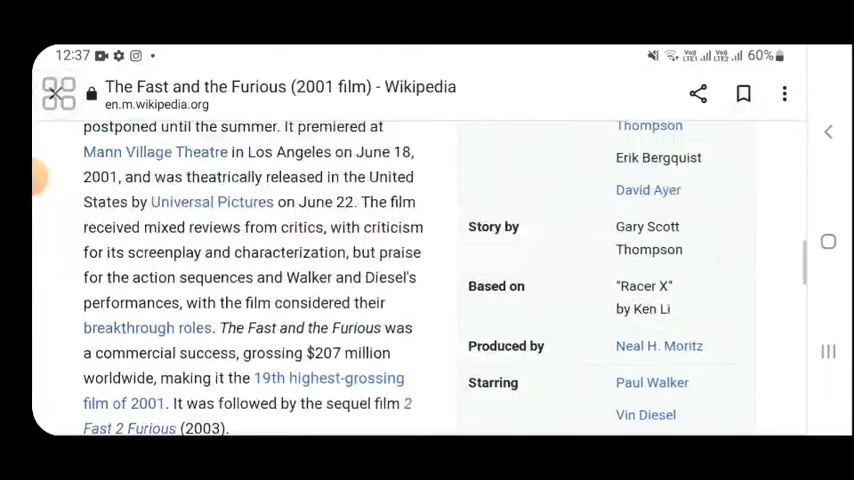 12:37
60%
The Fast and the Furious (2001 film) - Wikipedia
en.m.wikipedia.org
postponed until the summer. It premiered at
Mann Village Theatre in Los Angeles on June 18,
2001, and was theatrically released in the United
States by Universal Pictures on June 22. The film
received mixed reviews from critics, with criticism
for its screenplay and characterization, but praise
for the action sequences and Walker and Diesel's
performances, with the film considered their
breakthrough roles. The Fast and the Furious was
a commercial success, grossing $207 million
worldwide, making it the 19th highest-grossing
film of 2001. It was followed by the sequel film 2
Fast 2 Furious (2003).
Thompson
Erik Bergquist
David Ayer
Story by
Gary Scott
Thompson
Based on
"Racer X"
by Ken Li
Produced by
Neal H. Moritz
Starring
Paul Walker
Vin Diesel